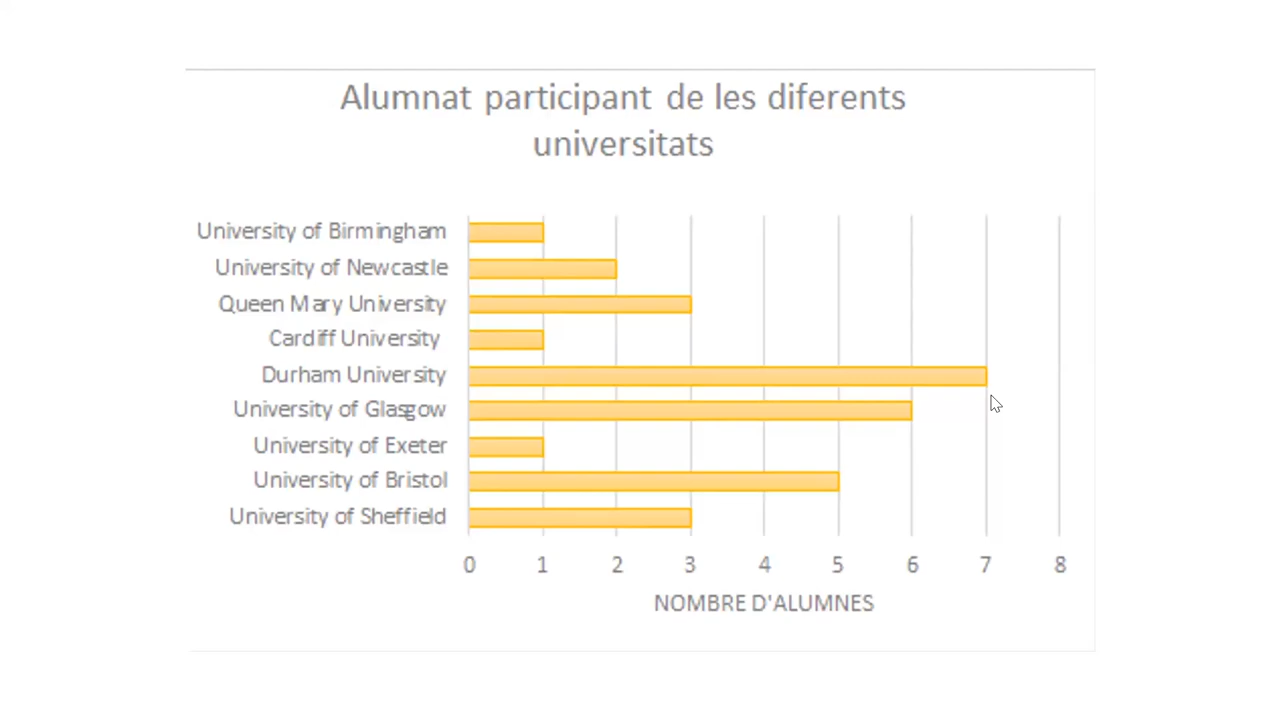 Alumnat participant de les diferents
universitats
University of Birmingham
University of Newcastle
Queen Mary University
Cardiff University
Durham University
University of Glasgow
University of Exeter
University of Bristol
University of Sheffield
0 1 2 3 4 5 6 7 8
NOMBRE D'ALUMNES